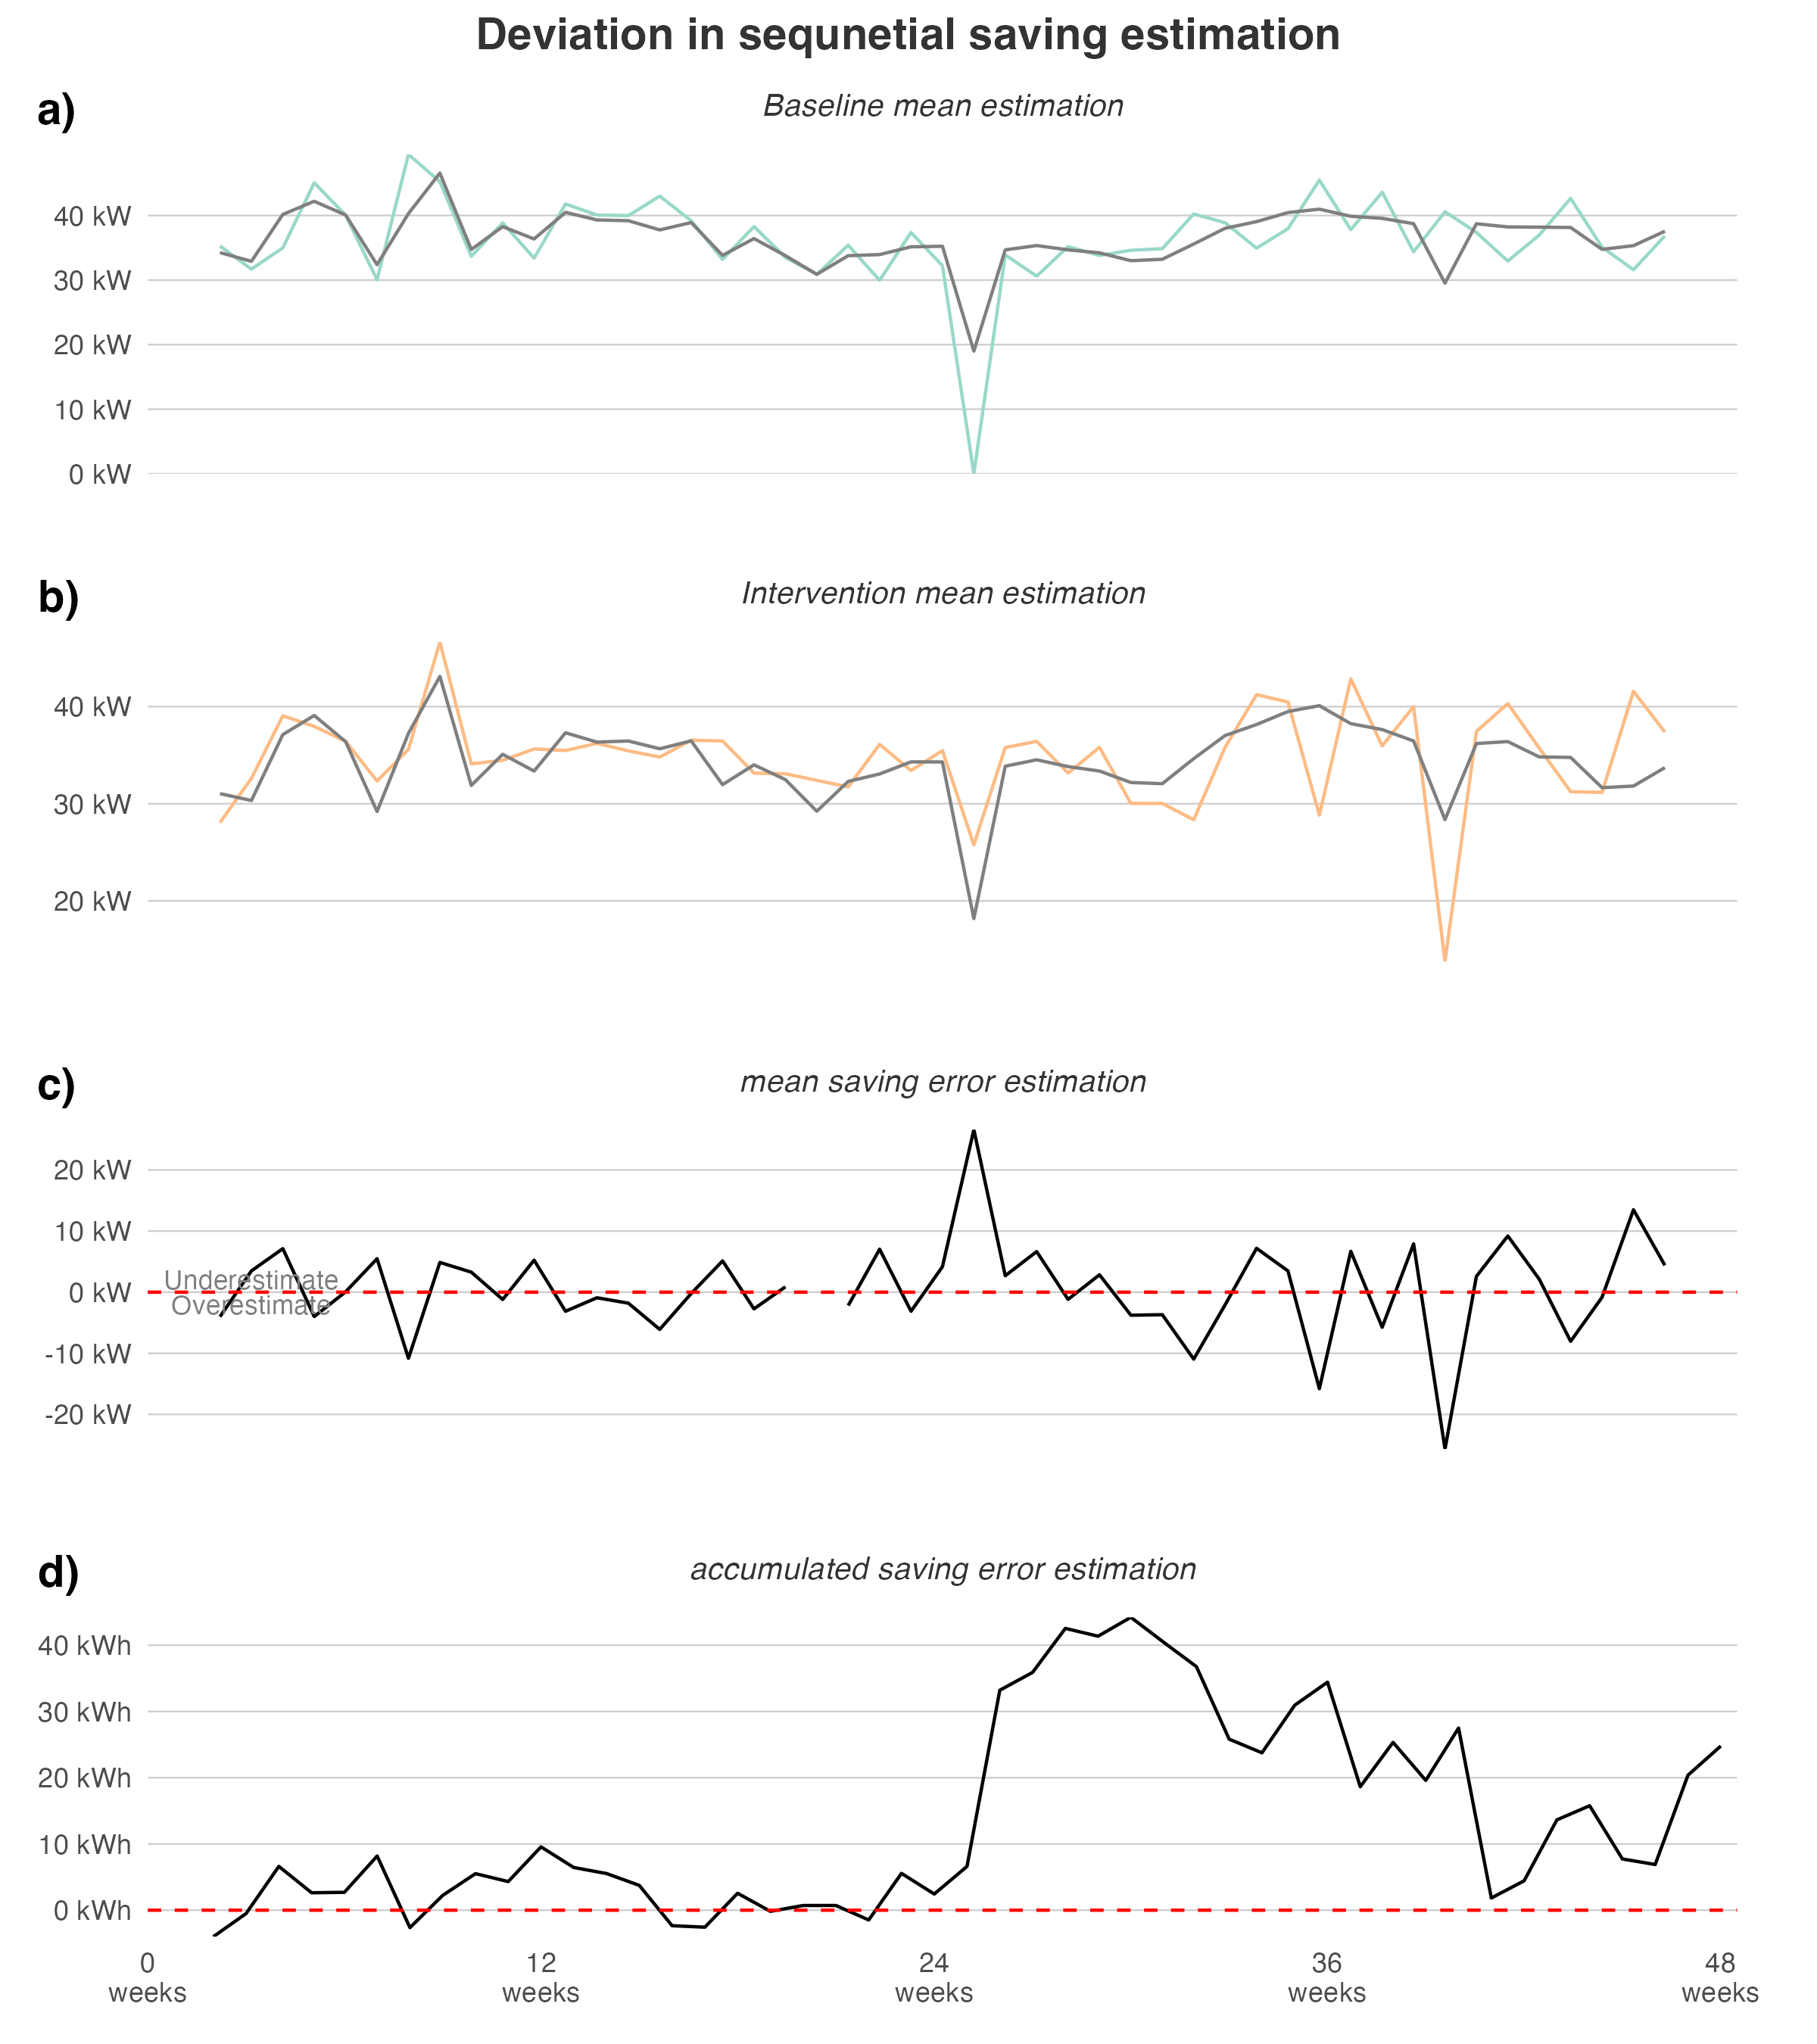 Deviation in sequnetial saving estimation
a)
Baseline mean estimation
40 kW
30 kW
20 kW
10 kW
0 kW
b)
Intervention mean estimation
40 kW
30 kW
20 kW
c)
mean saving error estimation
20 kW
10 kW
Underestimate
0 kW
Overestimate
-10 kW
-20 kW
d)
accumulated saving error estimation
40 kWh
30 kWh
20 kWh
10 kWh
0 kWh
0 12 24 36 48
weeks weeks weeks weeks weeks